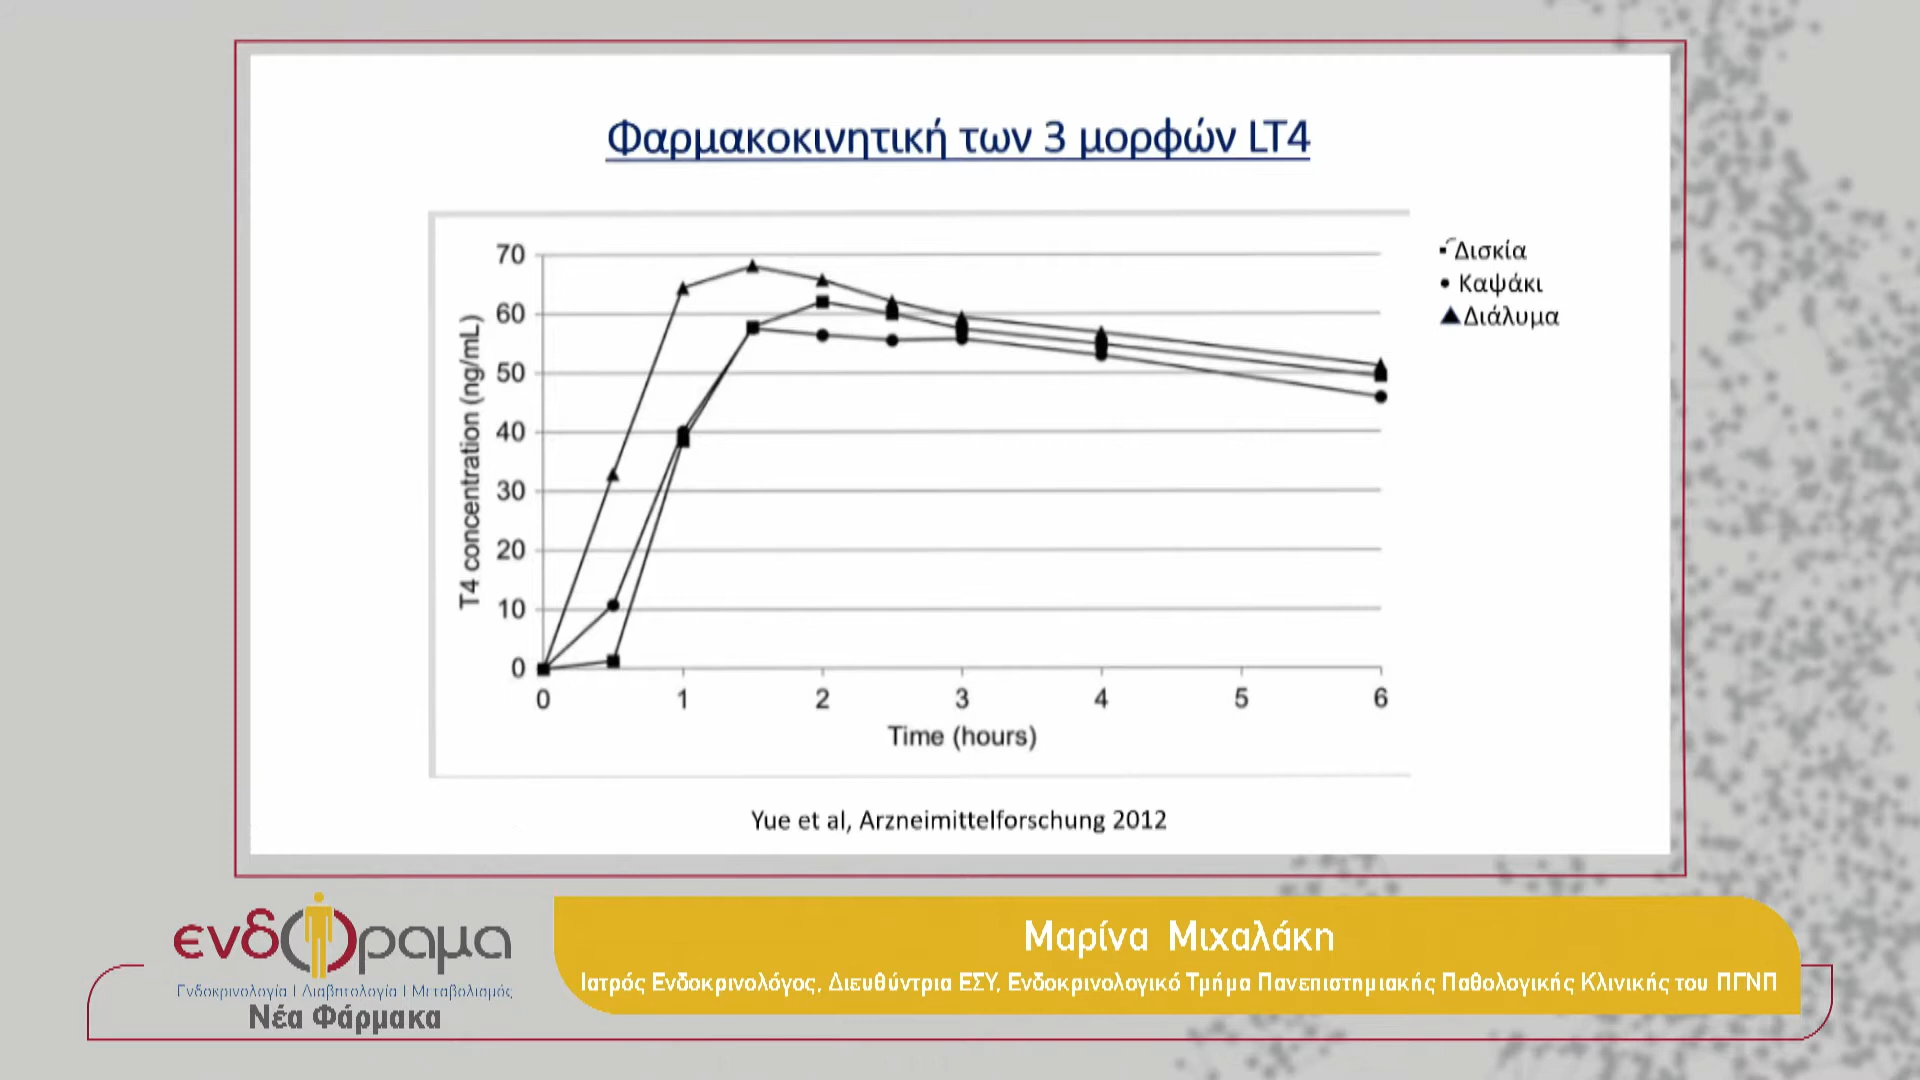 Φαρμακοκινητική των 3 μορφών LT4
70
60
50
40
30
20
10
0
T4 concentration (ng/mL)
0 1 2 3 4 5 6
Time (hours)
Δισκία
Καψάκι
Διάλυμα
Yue et al, Arzneimittelforschung 2012
ενδόραμα
Ενδοκρινολογία | Διαβητολογία | Μεταβολισμός
Νέα Φάρμακα
Μαρίνα Μιχαλάκη
Ιατρός Ενδοκρινολόγος, Διευθύντρια ΕΣΥ, Ενδοκρινολογικό Τμήμα Πανεπιστημιακής Παθολογικής Κλινικής του ΠΓΝΠ